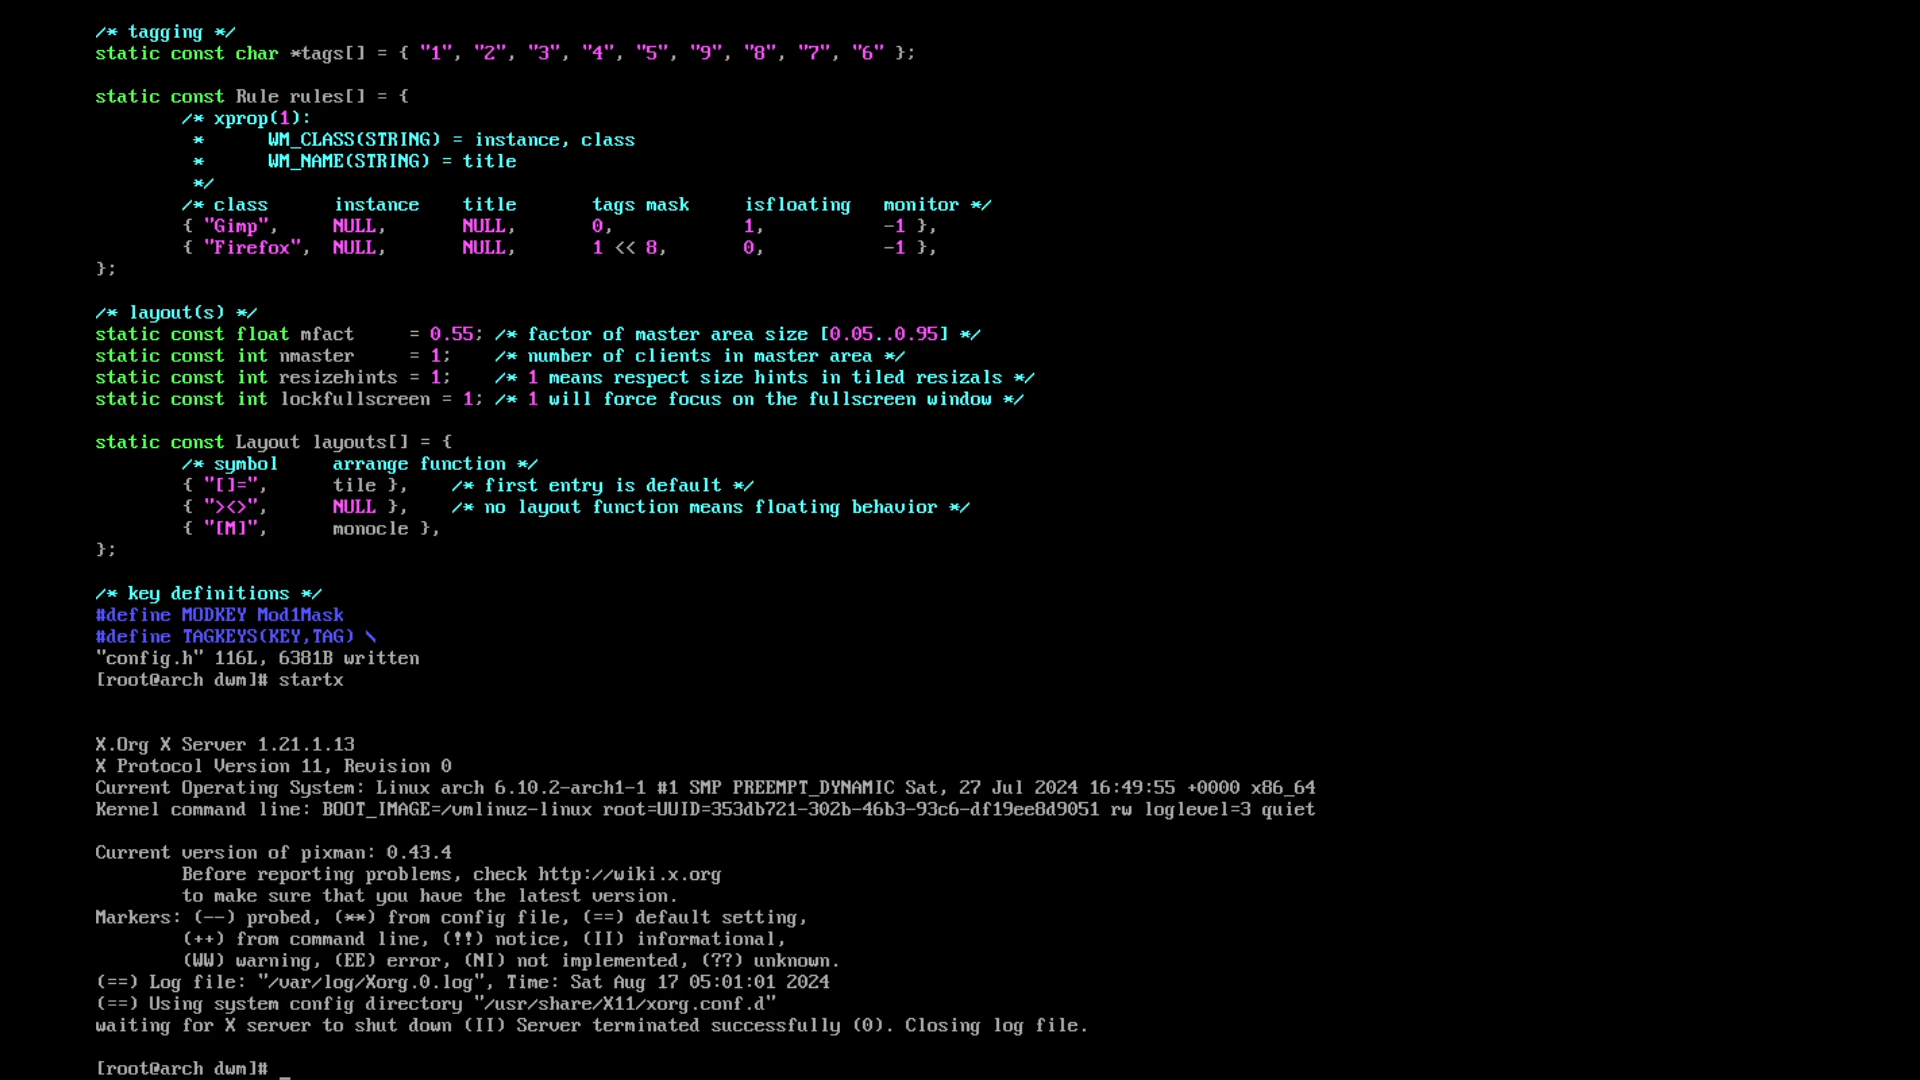 /* tagging */
static const char *tags[] = { "1", "2", "3", "4", "5", "9", "8", "7", "6" };
static const Rule rules[] = {
/* xprop(1):
* WM_CLASS(STRING) = instance, class
* WM_NAME(STRING) = title
*/
/* class instance title tags mask isfloating monitor */
{ "Gimp", NULL, NULL, 0, 1, -1 },
{ "Firefox", NULL, NULL, 1 << 8, 0, -1 },
};
/* layout(s) */
static const float mfact = 0.55; /* factor of master area size [0.05..0.95] */
static const int nmaster = 1; /* number of clients in master area */
static const int resizehints = 1; /* 1 means respect size hints in tiled resizals */
static const int lockfullscreen = 1; /* 1 will force focus on the fullscreen window */
static const Layout layouts[] = {
/* symbol arrange function */
{ "[]=", tile }, /* first entry is default */
{ "><>", NULL }, /* no layout function means floating behavior */
{ "[M]", monocle },
};
/* key definitions */
#define MODKEY Mod1Mask
#define TAGKEYS(KEY,TAG) \
"config.h" 116L, 6381B written
[root@arch dwm]# startx
X.Org X Server 1.21.1.13
X Protocol Version 11, Revision 0
Current Operating System: Linux arch 6.10.2-arch1-1 #1 SMP PREEMPT_DYNAMIC Sat, 27 Jul 2024 16:49:55 +0000 x86_64
Kernel command line: BOOT_IMAGE=/vmlinuz-linux root=UUID=353db721-302b-46b3-93c6-df19ee8d9051 rw loglevel=3 quiet
Current version of pixman: 0.43.4
Before reporting problems, check http://wiki.x.org
to make sure that you have the latest version.
Markers: (--) probed, (**) from config file, (==) default setting,
(++) from command line, (!!) notice, (II) informational,
(WW) warning, (EE) error, (NI) not implemented, (??) unknown.
(==) Log file: "/var/log/Xorg.0.log", Time: Sat Aug 17 05:01:01 2024
(==) Using system config directory "/usr/share/X11/xorg.conf.d"
waiting for X server to shut down (II) Server terminated successfully (0). Closing log file.
[root@arch dwm]# _